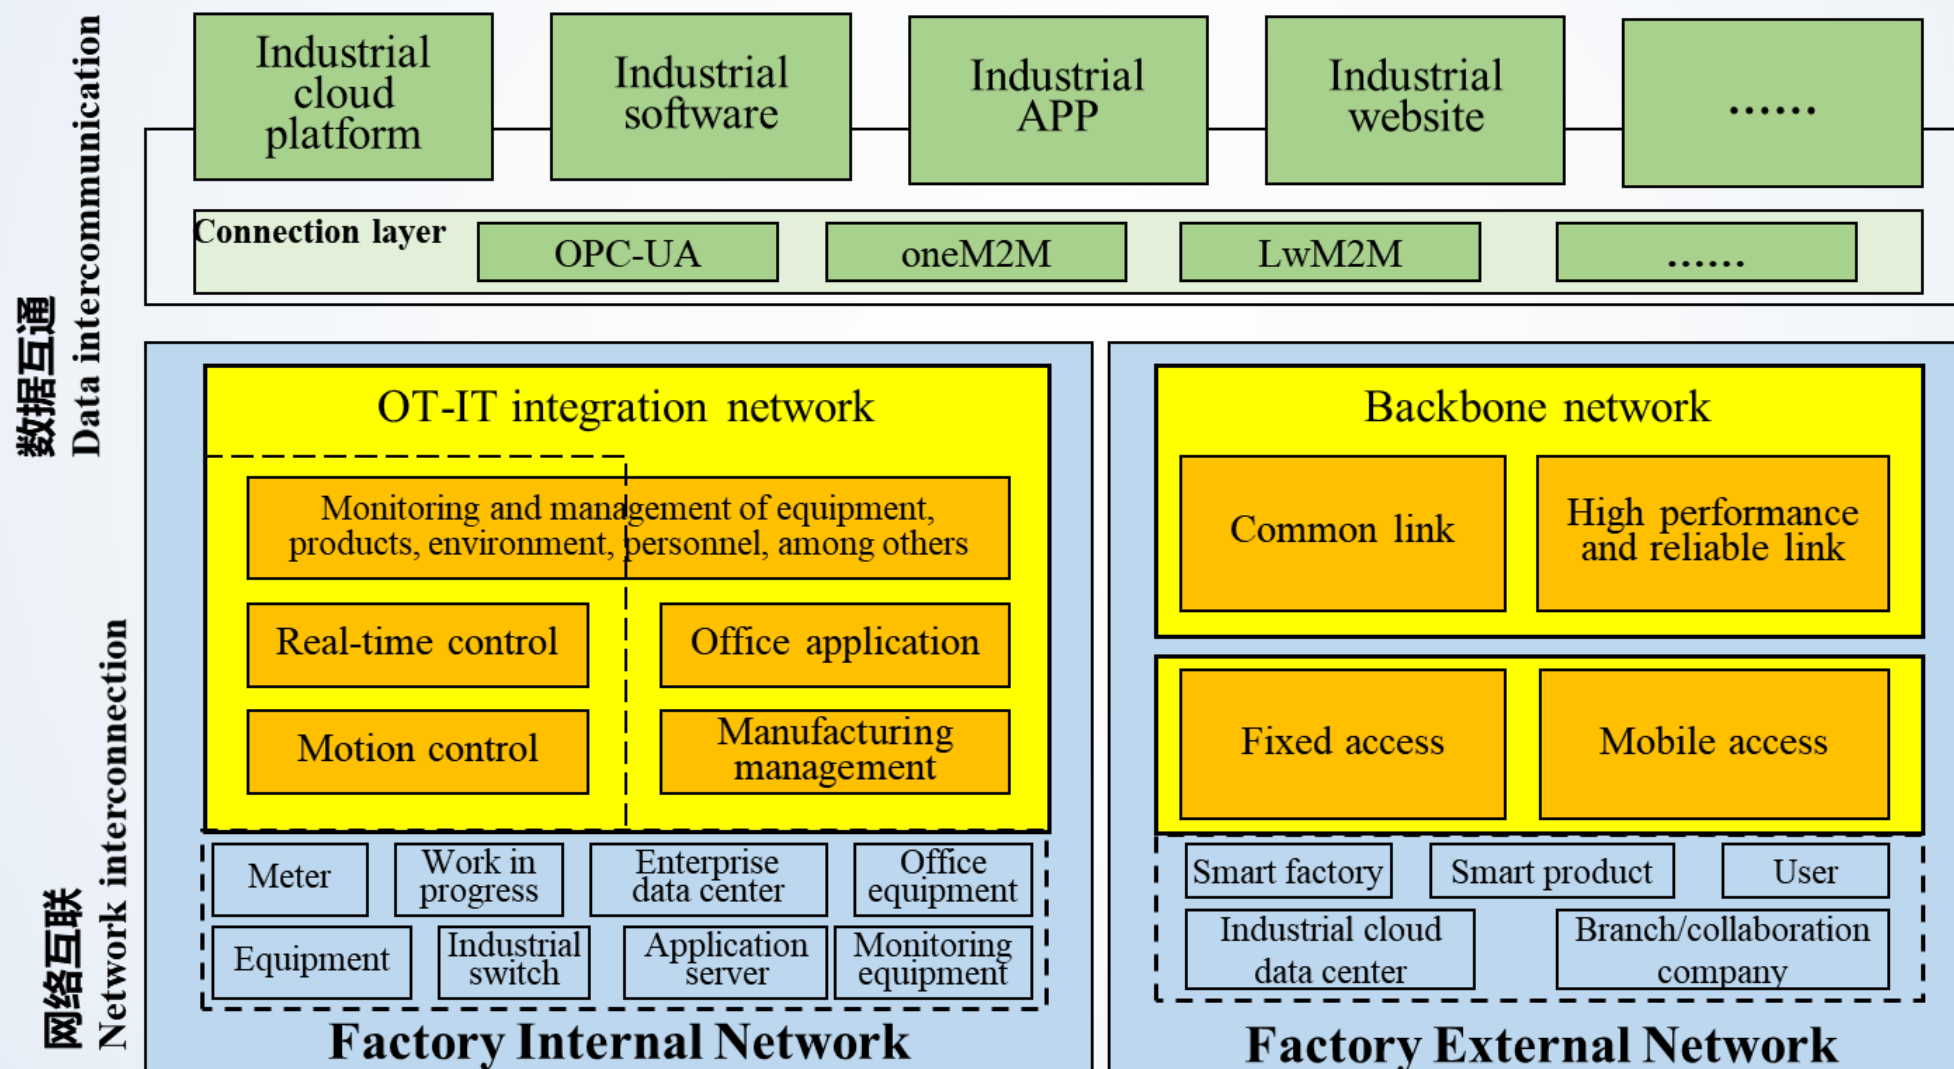 数据互通
Data intercommunication
Industrial
cloud
platform
Industrial
software
Industrial
APP
Industrial
website
......
Connection layer
OPC-UA
oneM2M
LwM2M
......
网络互联
Network interconnection
OT-IT integration network
Monitoring and management of equipment,
products, environment, personnel, among others
Real-time control
Office application
Motion control
Manufacturing
management
Meter
Work in
progress
Enterprise
data center
Office
equipment
Equipment
Industrial
switch
Application
server
Monitoring
equipment
Factory Internal Network
Backbone network
Common link
High performance
and reliable link
Fixed access
Mobile access
Smart factory
Smart product
User
Industrial cloud
data center
Branch/collaboration
company
Factory External Network